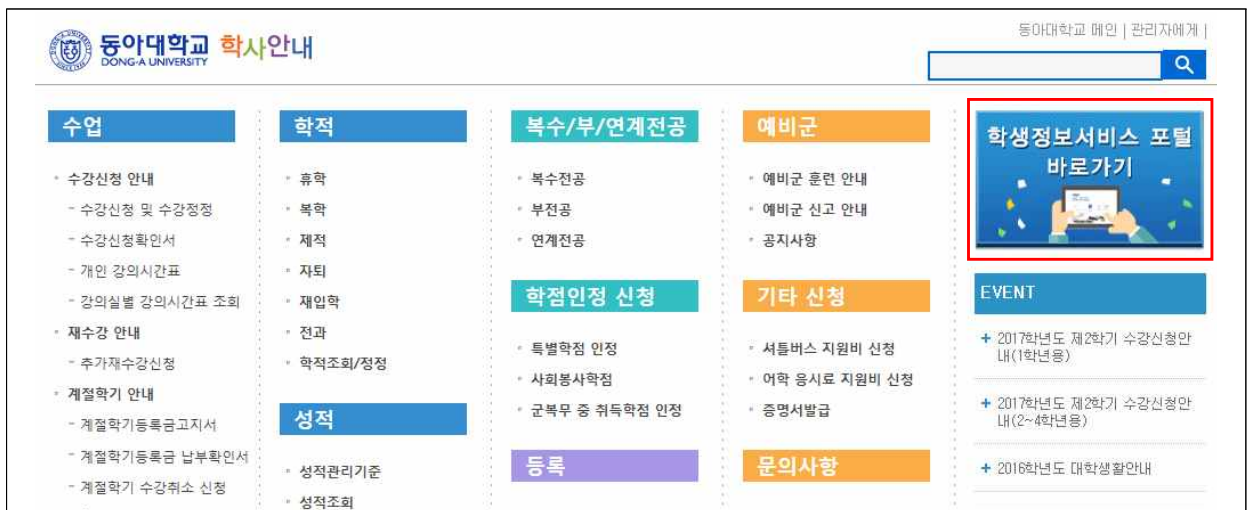 동아대학교 메인 | 관리자에게 |
동아대학교 학사안내
DONG-A UNIVERSITY
수업
수강신청 안내
- 수강신청 및 수강정정
- 수강신청확인서
- 개인 강의시간표
- 강의실별 강의시간표 조회
재수강 안내
- 추가재수강신청
계절학기 안내
- 계절학기등록금고지서
- 계절학기등록금 납부확인서
- 계절학기 수강취소 신청
학적
휴학
복학
제적
자퇴
재입학
전과
학적조회/정정
성적
성적관리기준
성적조회
복수/부/연계전공
복수전공
부전공
연계전공
학점인정 신청
특별학점 인정
사회봉사학점
군복무 중 취득학점 인정
등록
예비군
예비군 훈련 안내
예비군 신고 안내
공지사항
기타 신청
셔틀버스 지원비 신청
어학 응시료 지원비 신청
증명서발급
문의사항
학생정보서비스 포털
바로가기
EVENT
+ 2017학년도 제2학기 수강신청안
내(1학년용)
+ 2017학년도 제2학기 수강신청안
내(2~4학년용)
+ 2016학년도 대학생활안내